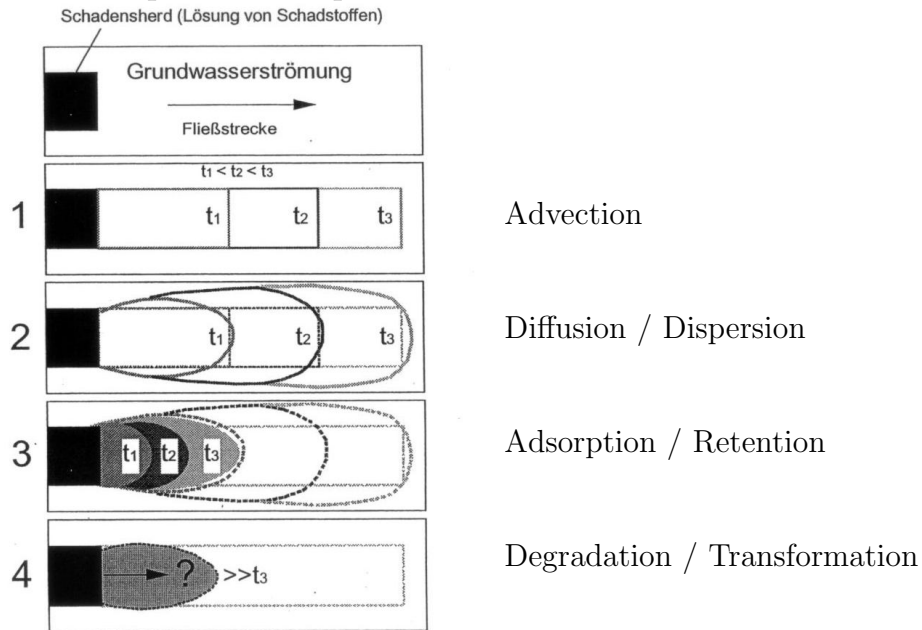 Schadensherd (Lösung von Schadstoffen)
Grundwasserströmung
Fließstrecke
t₁ < t₂ < t₃
1 t₁ t₂ t₃ Advection
2 t₁ t₂ t₃ Diffusion / Dispersion
3 t₁ t₂ t₃ Adsorption / Retention
4 ? >>t₃ Degradation / Transformation